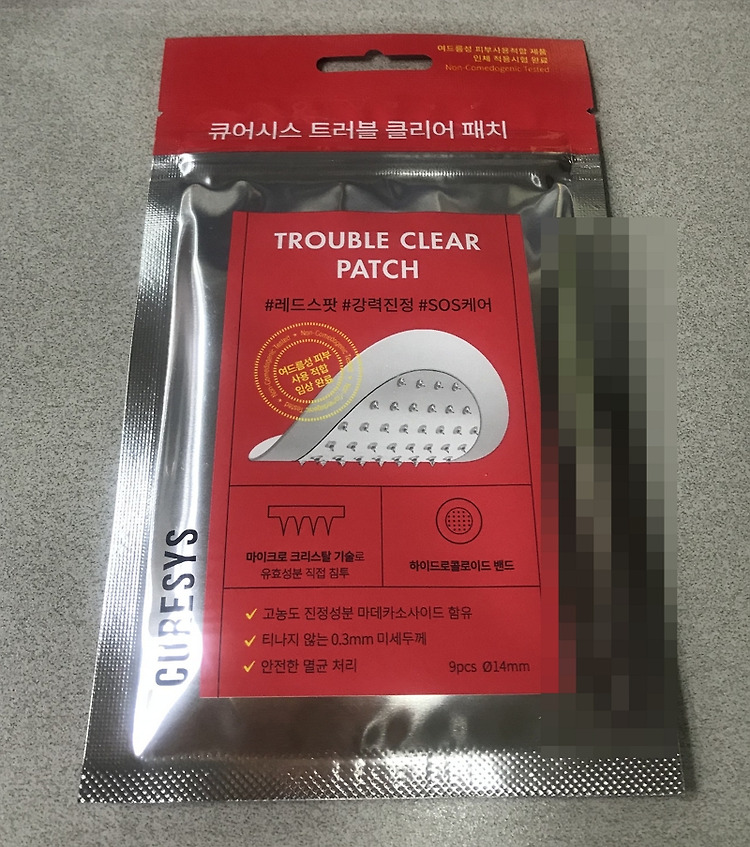 여드름성 피부사용적합 제품
인체 적용시험 완료
Non-Comedogenic Tested
큐어시스 트러블 클리어 패치
TROUBLE CLEAR
PATCH
#레드스팟 #강력진정 #SOS케어
Non-Comedogenic Tested
여드름성 피부
사용 적합
임상 완료
마이크로 크리스탈 기술로
유효성분 직접 침투
하이드로콜로이드 밴드
고농도 진정성분 마데카소사이드 함유
티나지 않는 0.3mm 미세두께
안전한 멸균 처리
9pcs Ø14mm
CURESYS